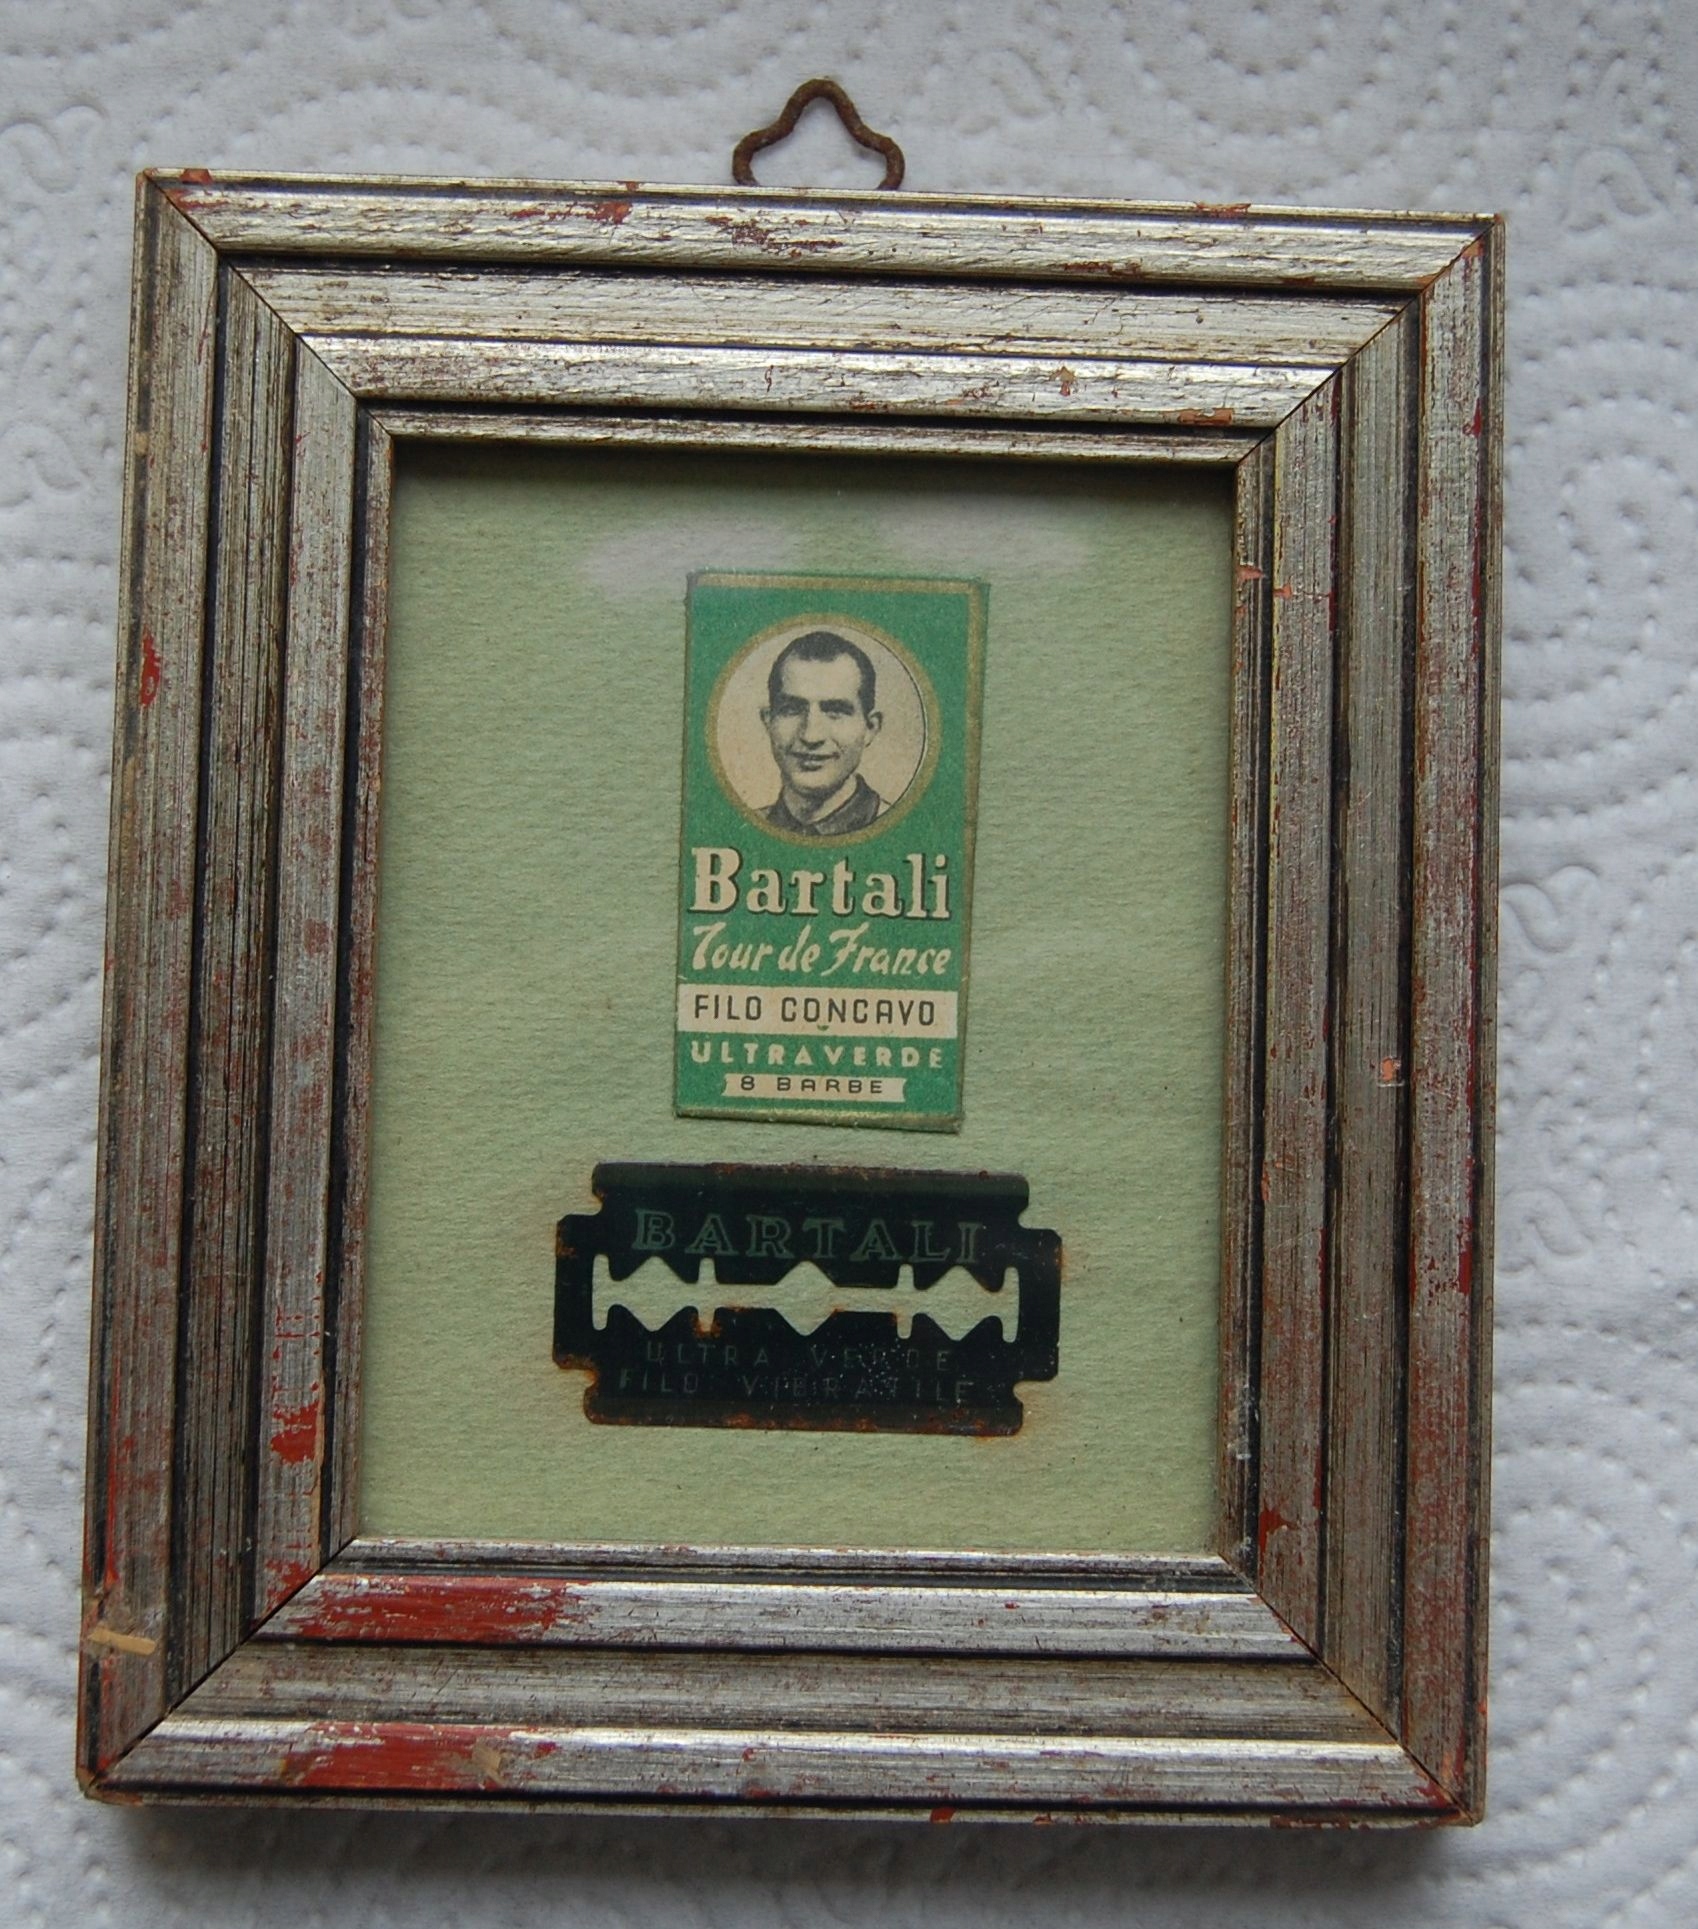 Bartali
Tour de France
FILO CONCAVO
ULTRAVERDE
8 BARBE
BARTALI
ULTRA VERDE
FILO VIBRATILE